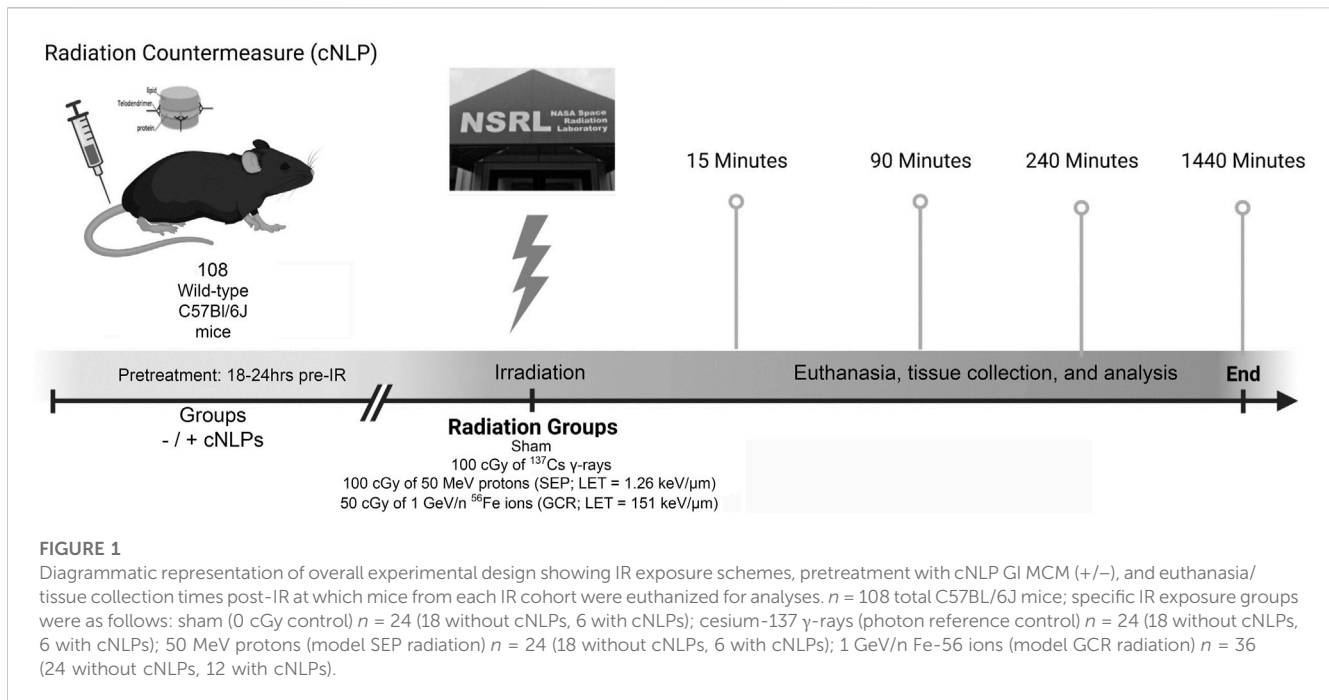 Radiation Countermeasure (cNLP)
lipid
Telodendrimer
protein
NSRL
NASA Space
Radiation
Laboratory
15 Minutes
90 Minutes
240 Minutes
1440 Minutes
108
Wild-type
C57Bl/6J
mice
Pretreatment: 18-24hrs pre-IR
Irradiation
Euthanasia, tissue collection, and analysis
End
Groups
- / + cNLPs
Radiation Groups
Sham
100 cGy of ¹³⁷Cs γ-rays
100 cGy of 50 MeV protons (SEP; LET = 1.26 keV/μm)
50 cGy of 1 GeV/n ⁵⁶Fe ions (GCR; LET = 151 keV/μm)
FIGURE 1
Diagrammatic representation of overall experimental design showing IR exposure schemes, pretreatment with cNLP GI MCM (+/−), and euthanasia/
tissue collection times post-IR at which mice from each IR cohort were euthanized for analyses. n = 108 total C57BL/6J mice; specific IR exposure groups
were as follows: sham (0 cGy control) n = 24 (18 without cNLPs, 6 with cNLPs); cesium-137 γ-rays (photon reference control) n = 24 (18 without cNLPs,
6 with cNLPs); 50 MeV protons (model SEP radiation) n = 24 (18 without cNLPs, 6 with cNLPs); 1 GeV/n Fe-56 ions (model GCR radiation) n = 36
(24 without cNLPs, 12 with cNLPs).